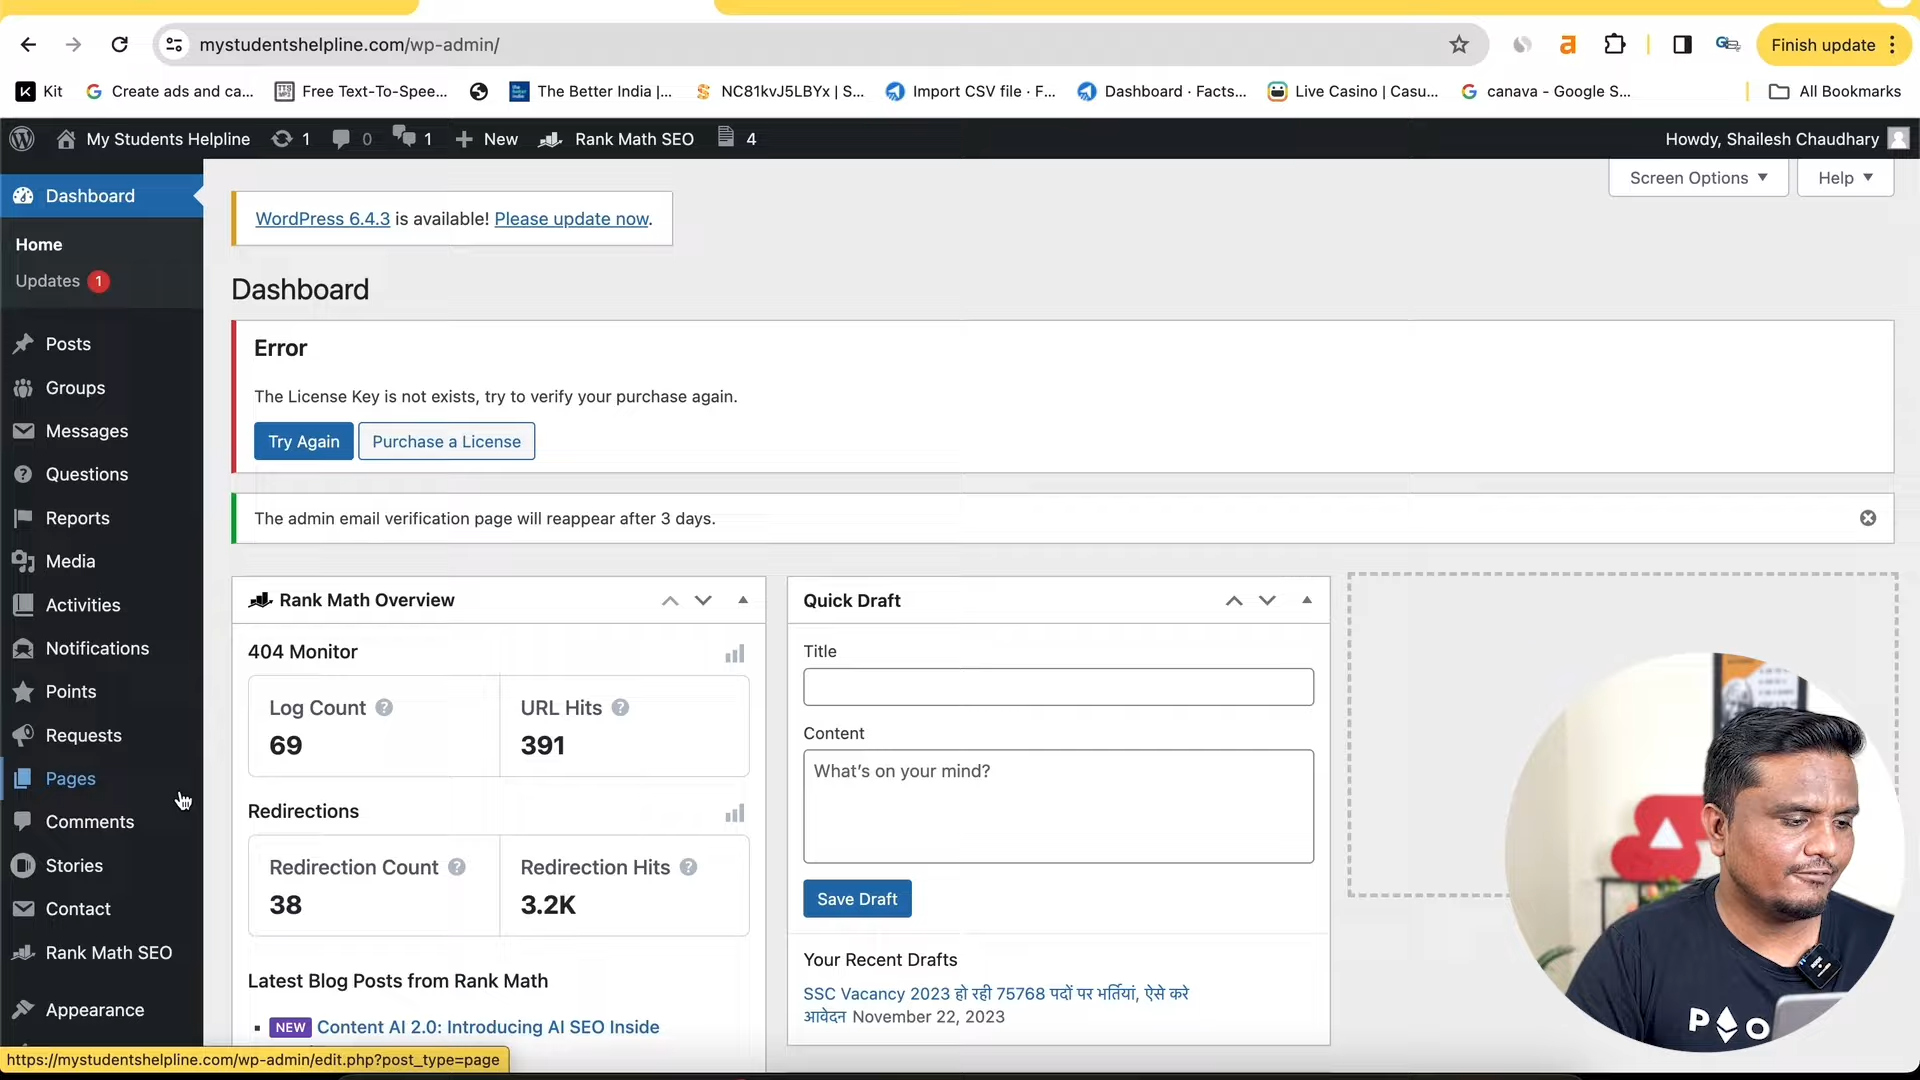 mystudentshelpline.com/wp-admin/
Finish update
Kit
Create ads and ca...
Free Text-To-Spee...
The Better India |...
NC81kvJ5LBYx | S...
Import CSV file · F...
Dashboard · Facts...
Live Casino | Casu...
canava - Google S...
All Bookmarks
My Students Helpline
1
0
1
New
Rank Math SEO
4
Howdy, Shailesh Chaudhary
Dashboard
Home
Updates 1
Posts
Groups
Messages
Questions
Reports
Media
Activities
Notifications
Points
Requests
Pages
Comments
Stories
Contact
Rank Math SEO
Appearance
Screen Options
Help
WordPress 6.4.3 is available! Please update now.
Dashboard
Error
The License Key is not exists, try to verify your purchase again.
Try Again
Purchase a License
The admin email verification page will reappear after 3 days.
Rank Math Overview
404 Monitor
Log Count
69
URL Hits
391
Redirections
Redirection Count
38
Redirection Hits
3.2K
Latest Blog Posts from Rank Math
NEW Content AI 2.0: Introducing AI SEO Inside
Quick Draft
Title
Content
What's on your mind?
Save Draft
Your Recent Drafts
SSC Vacancy 2023 हो रही 75768 पदों पर भर्तियां, ऐसे करे
आवेदन November 22, 2023
https://mystudentshelpline.com/wp-admin/edit.php?post_type=page